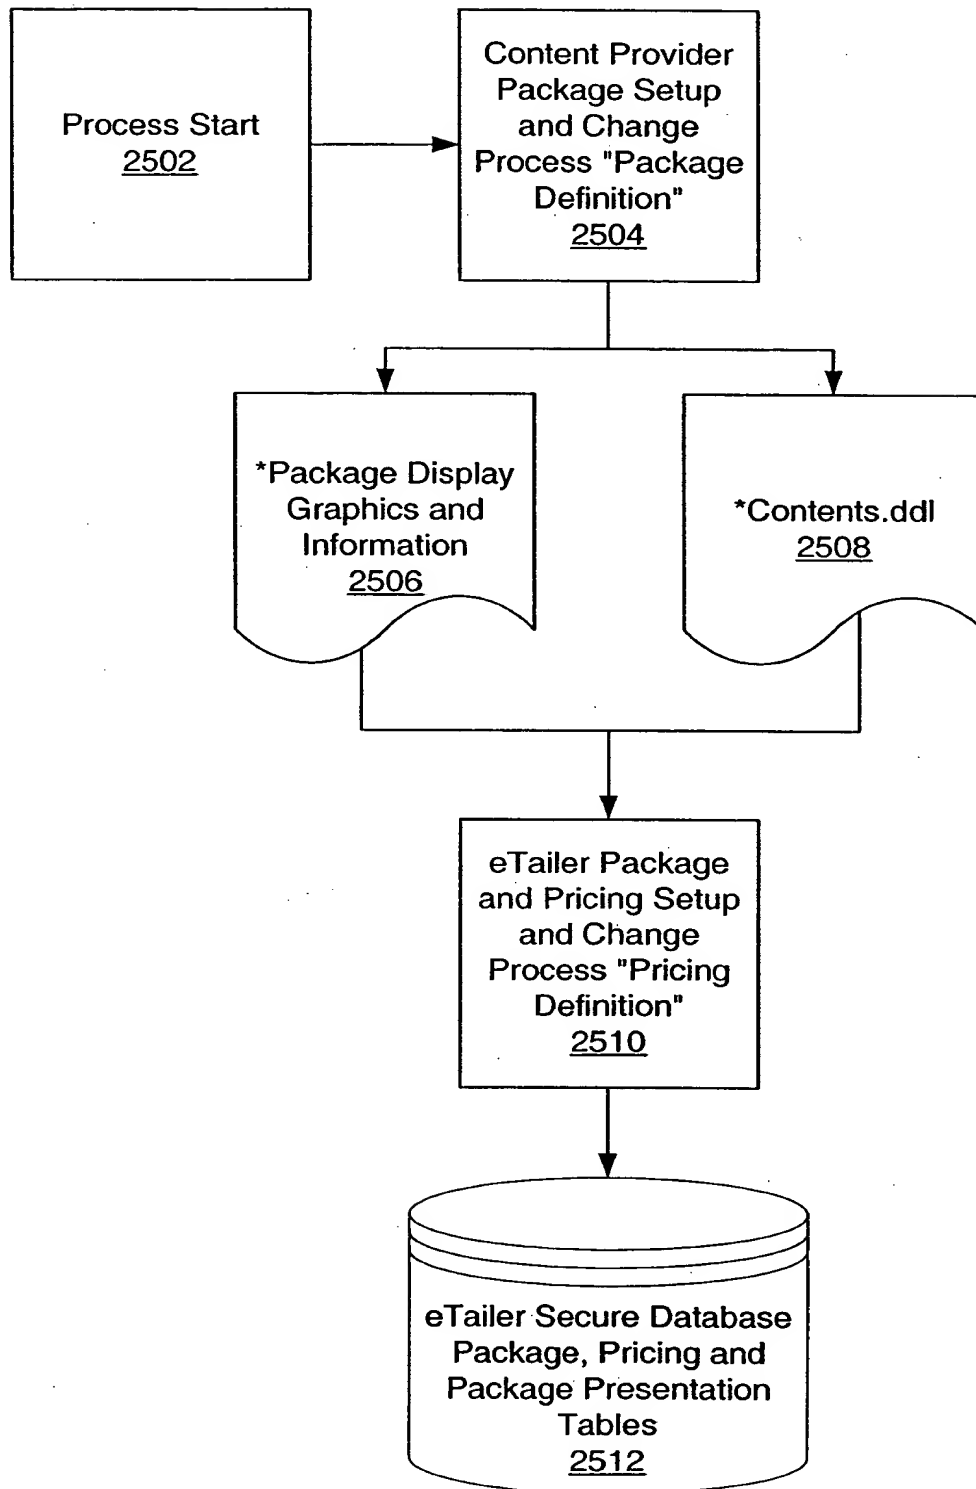 Process Start
2502
Content Provider
Package Setup
and Change
Process "Package
Definition"
2504
*Package Display
Graphics and
Information
2506
*Contents.ddl
2508
eTailer Package
and Pricing Setup
and Change
Process "Pricing
Definition"
2510
eTailer Secure Database
Package, Pricing and
Package Presentation
Tables
2512